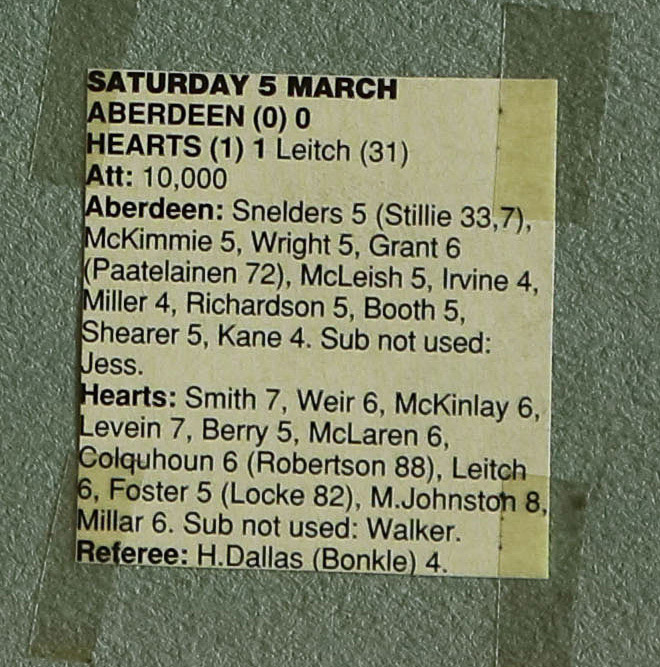 SATURDAY 5 MARCH
ABERDEEN (0) 0
HEARTS (1) 1 Leitch (31)
Att: 10,000
Aberdeen: Snelders 5 (Stillie 33,7),
McKimmie 5, Wright 5, Grant 6
(Paatelainen 72), McLeish 5, Irvine 4,
Miller 4, Richardson 5, Booth 5,
Shearer 5, Kane 4. Sub not used:
Jess.
Hearts: Smith 7, Weir 6, McKinlay 6,
Levein 7, Berry 5, McLaren 6,
Colquhoun 6 (Robertson 88), Leitch
6, Foster 5 (Locke 82), M.Johnston 8,
Millar 6. Sub not used: Walker.
Referee: H.Dallas (Bonkle) 4.